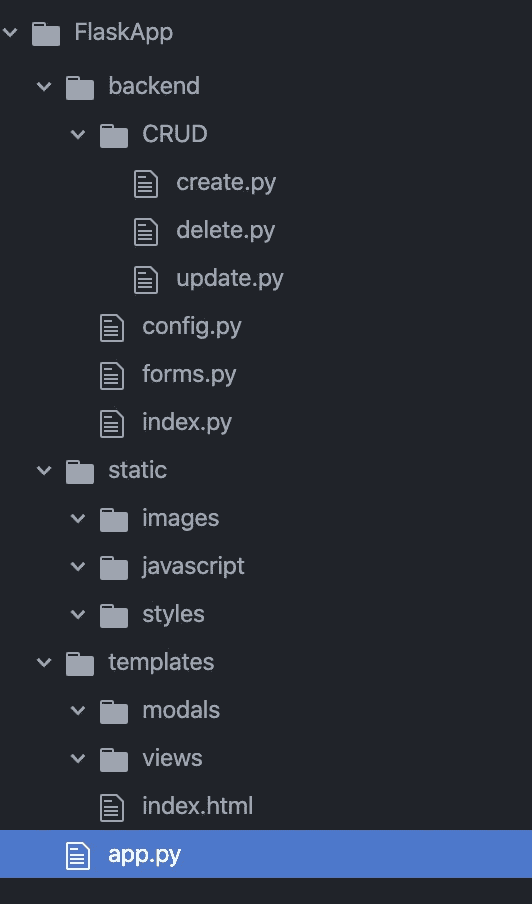 FlaskApp
backend
CRUD
create.py
delete.py
update.py
config.py
forms.py
index.py
static
images
javascript
styles
templates
modals
views
index.html
app.py